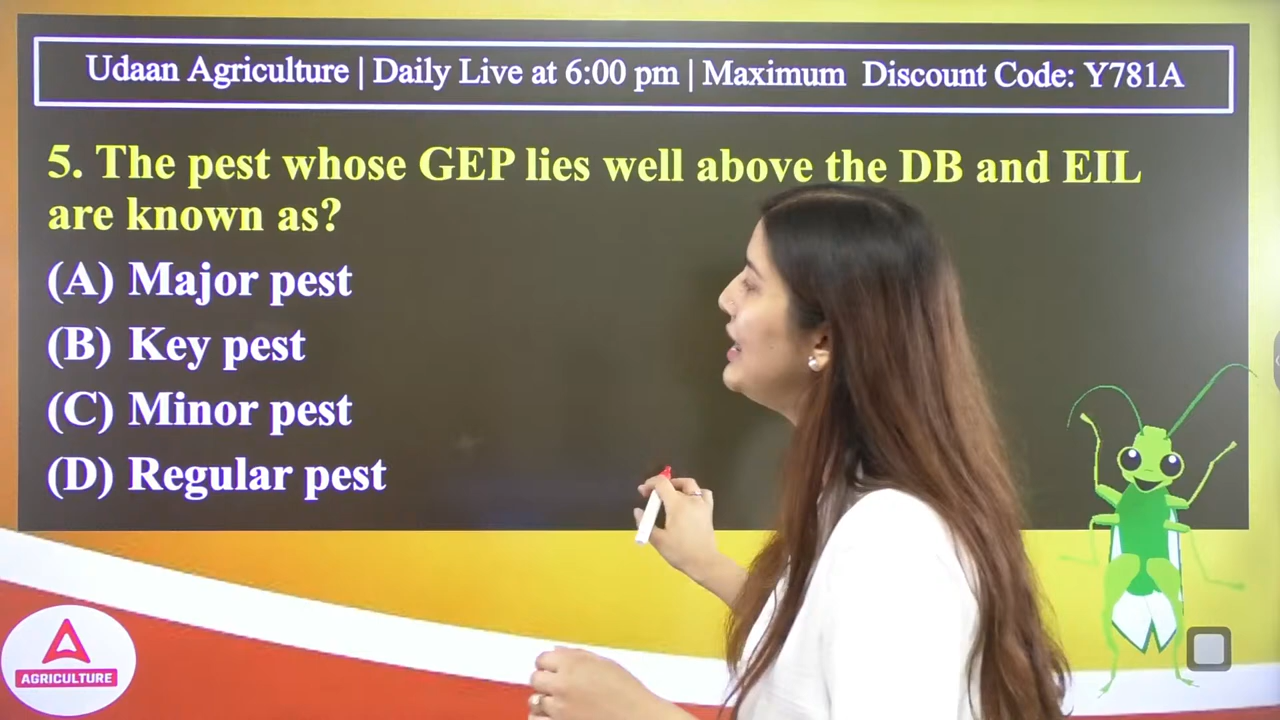 Udaan Agriculture | Daily Live at 6:00 pm | Maximum Discount Code: Y781A
5. The pest whose GEP lies well above the DB and EIL
are known as?
(A) Major pest
(B) Key pest
(C) Minor pest
(D) Regular pest
AGRICULTURE